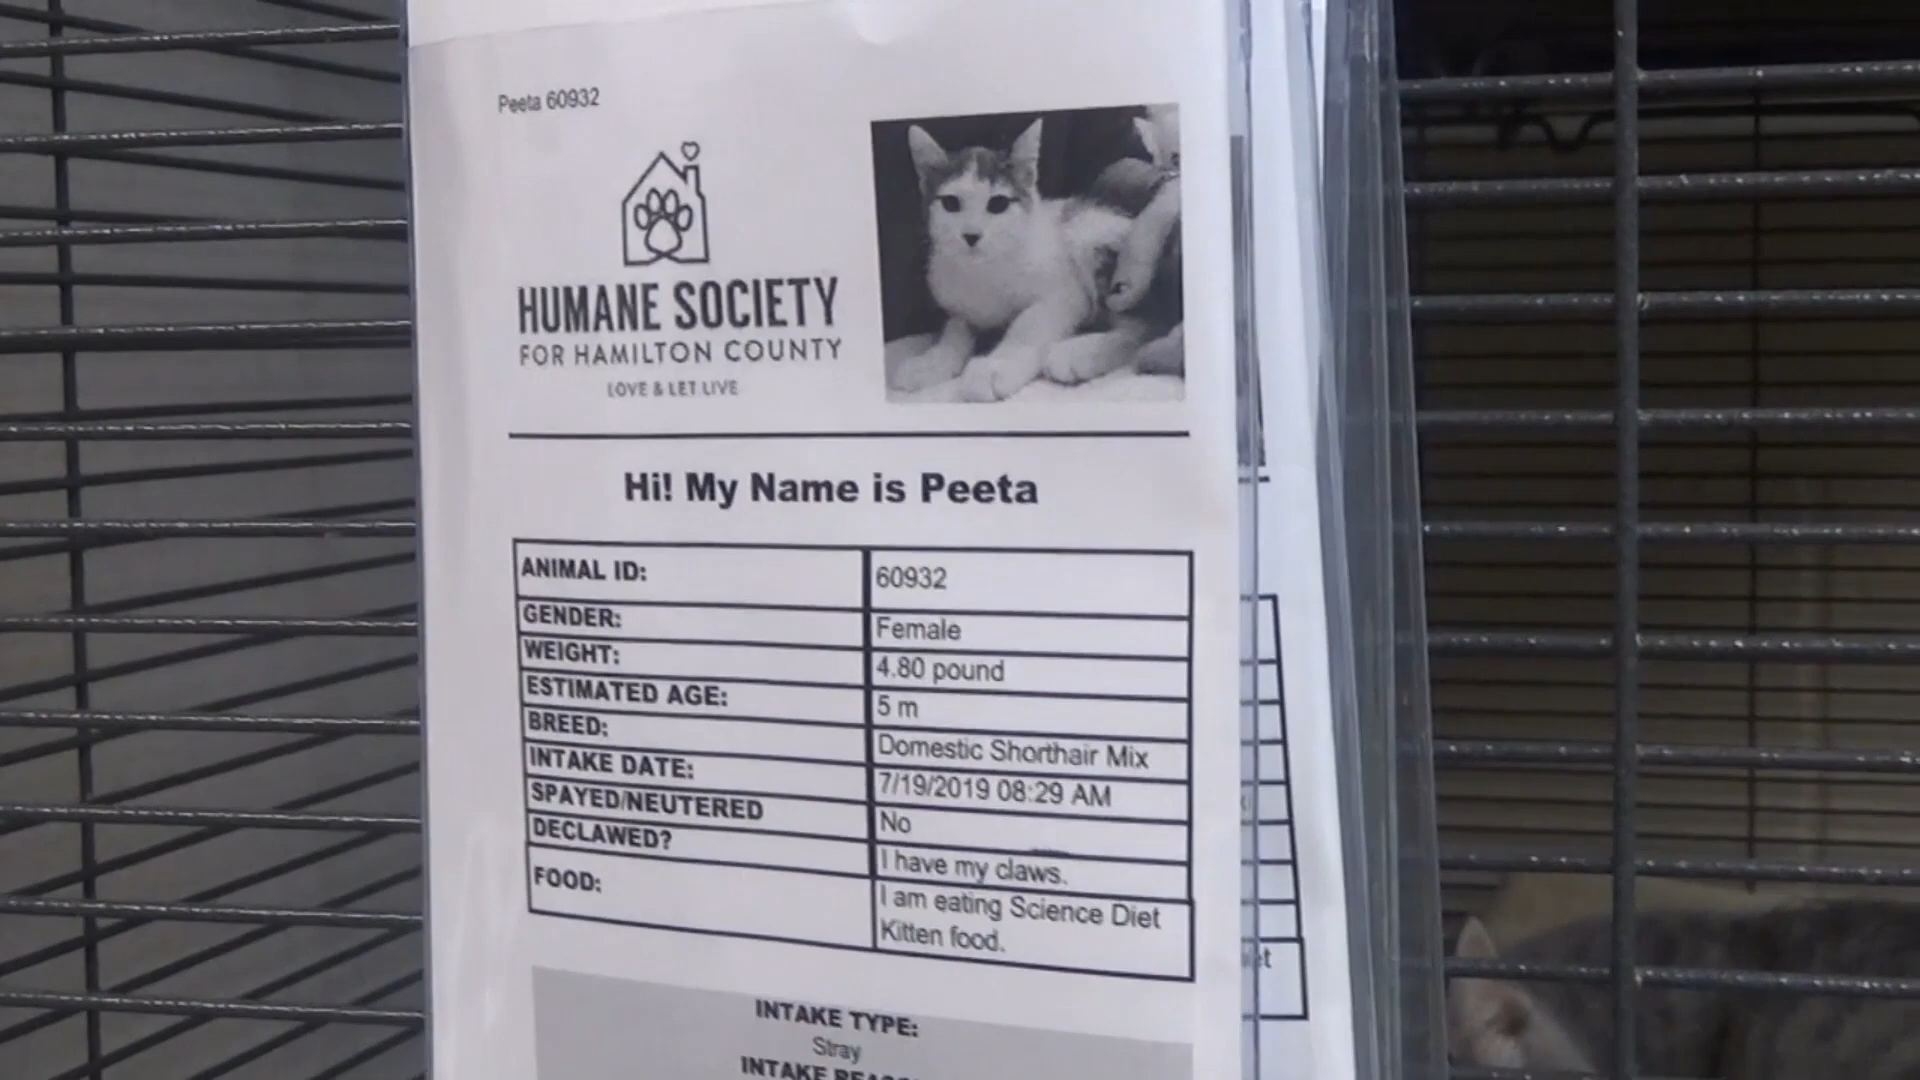 Peeta 60932
HUMANE SOCIETY
FOR HAMILTON COUNTY
LOVE & LET LIVE
Hi! My Name is Peeta
ANIMAL ID: 60932
GENDER: Female
WEIGHT: 4.80 pound
ESTIMATED AGE: 5 m
BREED: Domestic Shorthair Mix
INTAKE DATE: 7/19/2019 08:29 AM
SPAYED/NEUTERED No
DECLAWED? I have my claws.
FOOD: I am eating Science Diet
Kitten food.
INTAKE TYPE:
Stray
INTAKE